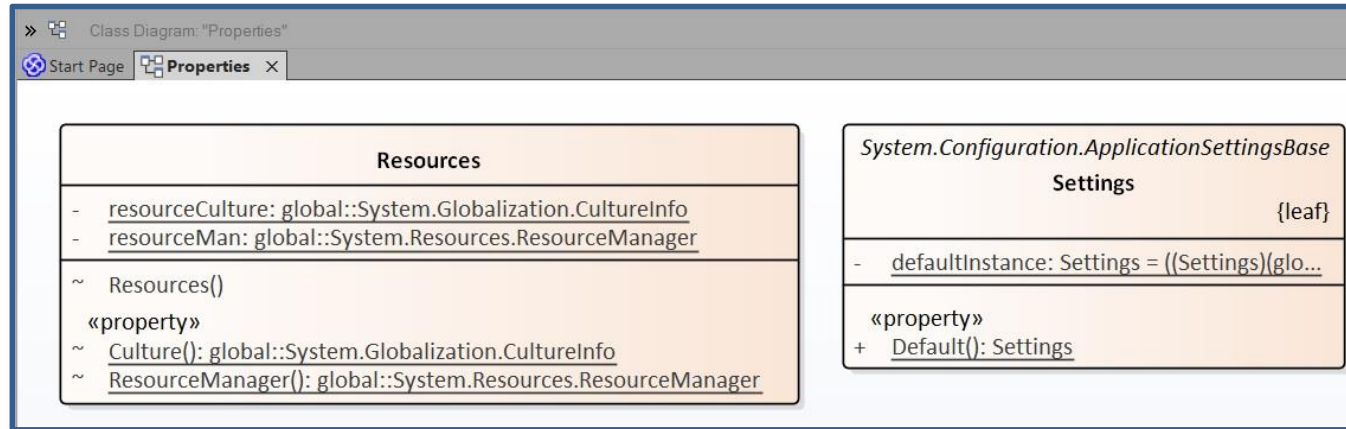 » Class Diagram: "Properties"
Start Page Properties ×
Resources
- resourceCulture: global::System.Globalization.CultureInfo
- resourceMan: global::System.Resources.ResourceManager
~ Resources()
«property»
~ Culture(): global::System.Globalization.CultureInfo
~ ResourceManager(): global::System.Resources.ResourceManager
System.Configuration.ApplicationSettingsBase
Settings
{leaf}
- defaultInstance: Settings = ((Settings)(glo...
«property»
+ Default(): Settings